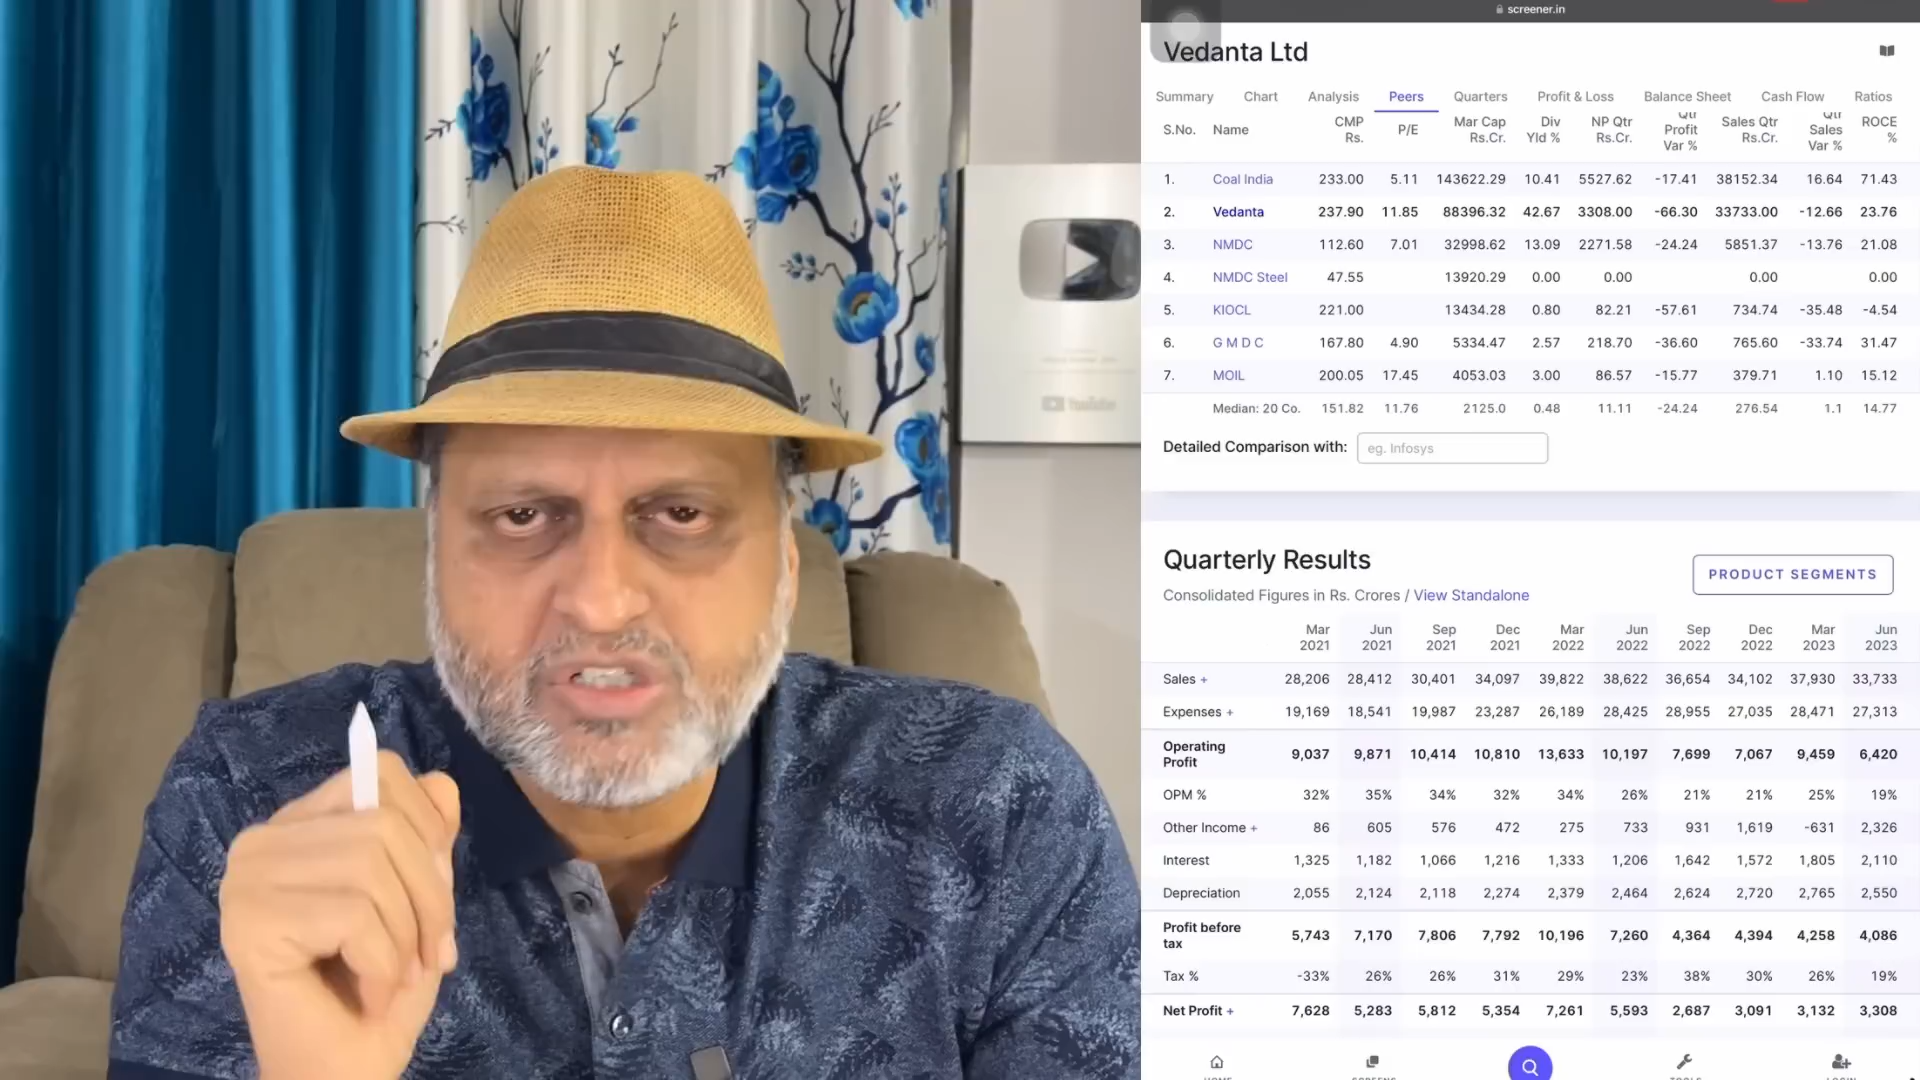 screener.in
Vedanta Ltd
Summary Chart Analysis Peers Quarters Profit & Loss Balance Sheet Cash Flow Ratios
S.No. Name CMP Rs. P/E Mar Cap Rs.Cr. Div Yld % NP Qtr Rs.Cr. Qtr Profit Var % Sales Qtr Rs.Cr. Qtr Sales Var % ROCE %
1. Coal India 233.00 5.11 143622.29 10.41 5527.62 -17.41 38152.34 16.64 71.43
2. Vedanta 237.90 11.85 88396.32 42.67 3308.00 -66.30 33733.00 -12.66 23.76
3. NMDC 112.60 7.01 32998.62 13.09 2271.58 -24.24 5851.37 -13.76 21.08
4. NMDC Steel 47.55 13920.29 0.00 0.00 0.00 0.00
5. KIOCL 221.00 13434.28 0.80 82.21 -57.61 734.74 -35.48 -4.54
6. G M D C 167.80 4.90 5334.47 2.57 218.70 -36.60 765.60 -33.74 31.47
7. MOIL 200.05 17.45 4053.03 3.00 86.57 -15.77 379.71 1.10 15.12
Median: 20 Co. 151.82 11.76 2125.0 0.48 11.11 -24.24 276.54 1.1 14.77
Detailed Comparison with: eg. Infosys
Quarterly Results
PRODUCT SEGMENTS
Consolidated Figures in Rs. Crores / View Standalone
Mar 2021 Jun 2021 Sep 2021 Dec 2021 Mar 2022 Jun 2022 Sep 2022 Dec 2022 Mar 2023 Jun 2023
Sales + 28,206 28,412 30,401 34,097 39,822 38,622 36,654 34,102 37,930 33,733
Expenses + 19,169 18,541 19,987 23,287 26,189 28,425 28,955 27,035 28,471 27,313
Operating Profit 9,037 9,871 10,414 10,810 13,633 10,197 7,699 7,067 9,459 6,420
OPM % 32% 35% 34% 32% 34% 26% 21% 21% 25% 19%
Other Income + 86 605 576 472 275 733 931 1,619 -631 2,326
Interest 1,325 1,182 1,066 1,216 1,333 1,206 1,642 1,572 1,805 2,110
Depreciation 2,055 2,124 2,118 2,274 2,379 2,464 2,624 2,720 2,765 2,550
Profit before tax 5,743 7,170 7,806 7,792 10,196 7,260 4,364 4,394 4,258 4,086
Tax % -33% 26% 26% 31% 29% 23% 38% 30% 26% 19%
Net Profit + 7,628 5,283 5,812 5,354 7,261 5,593 2,687 3,091 3,132 3,308
YouTube